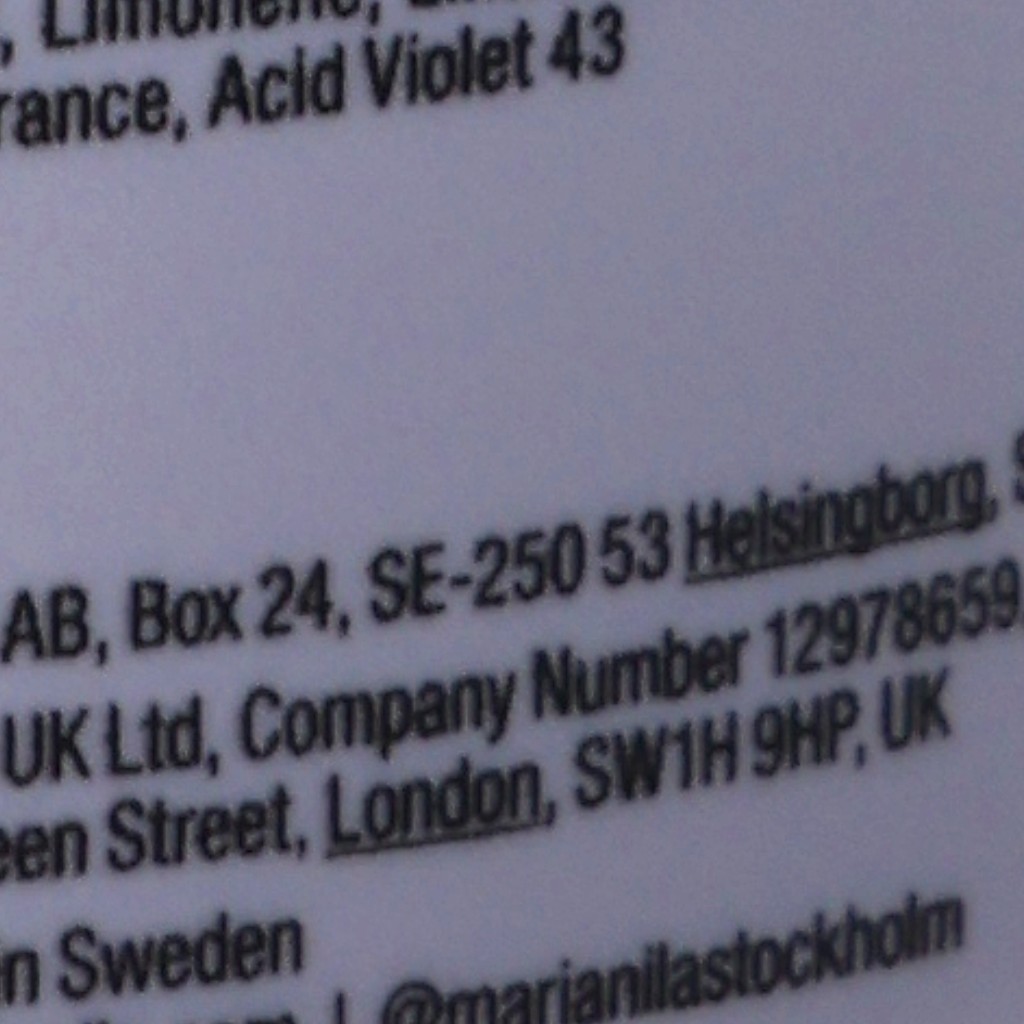 , Limonene,
rance, Acid Violet 43
AB, Box 24, SE-250 53 Helsingborg,
UK Ltd, Company Number 12978659
een Street, London, SW1H 9HP, UK
in Sweden
| @marianilastockholm